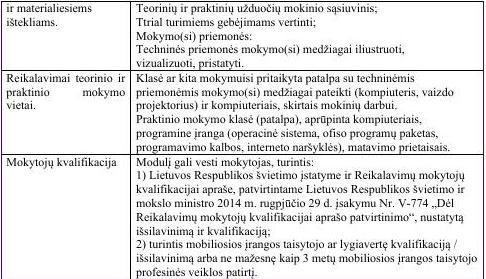 ir materialiesiems
ištekliams.
Teorinių ir praktinių užduočių mokinio sąsiuvinis;
Ttrial turimiems gebėjimams vertinti;
Mokymo(si) priemonės:
Techninės priemonės mokymo(si) medžiagai iliustruoti,
vizualizuoti, pristatyti.
Reikalavimai teorinio ir
praktinio mokymo
vietai.
Klasė ar kita mokymuisi pritaikyta patalpa su techninėmis
priemonėmis mokymo(si) medžiagai pateikti (kompiuteris, vaizdo
projektorius) ir kompiuteriais, skirtais mokinių darbui.
Praktinio mokymo klasė (patalpa), aprūpinta kompiuteriais,
programine įranga (operacinė sistema, ofiso programų paketas,
programavimo kalbos, interneto naršyklės), matavimo prietaisais.
Mokytojų kvalifikacija
Modulį gali vesti mokytojas, turintis:
1) Lietuvos Respublikos švietimo įstatyme ir Reikalavimų mokytojų
kvalifikacijai apraše, patvirtintame Lietuvos Respublikos švietimo ir
mokslo ministro 2014 m. rugpjūčio 29 d. įsakymu Nr. V-774 „Dėl
Reikalavimų mokytojų kvalifikacijai aprašo patvirtinimo“, nustatytą
išsilavinimą ir kvalifikaciją;
2) turintis mobiliosios įrangos taisytojo ar lygiavertę kvalifikaciją /
išsilavinimą arba ne mažesnę kaip 3 metų mobiliosios įrangos taisytojo
profesinės veiklos patirtį.